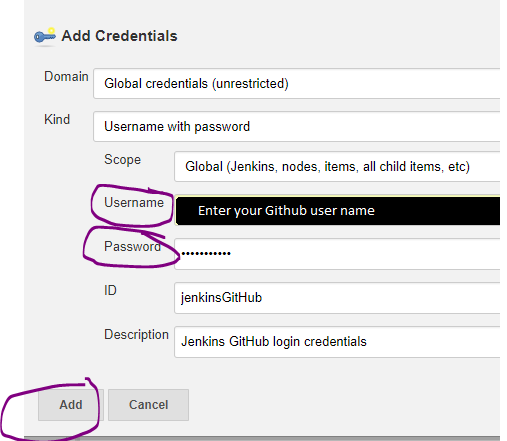 Add Credentials
Domain Global credentials (unrestricted)
Kind Username with password
Scope Global (Jenkins, nodes, items, all child items, etc)
Username Enter your Github user name
Password •••••••••••
ID jenkinsGitHub
Description Jenkins GitHub login credentials
Add Cancel